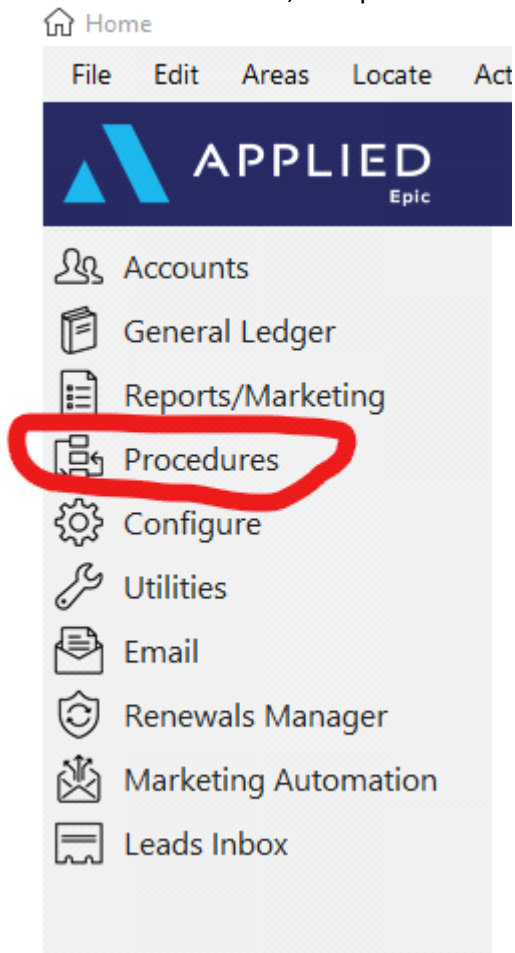 Home
File Edit Areas Locate Act
APPLIED
Epic
Accounts
General Ledger
Reports/Marketing
Procedures
Configure
Utilities
Email
Renewals Manager
Marketing Automation
Leads Inbox